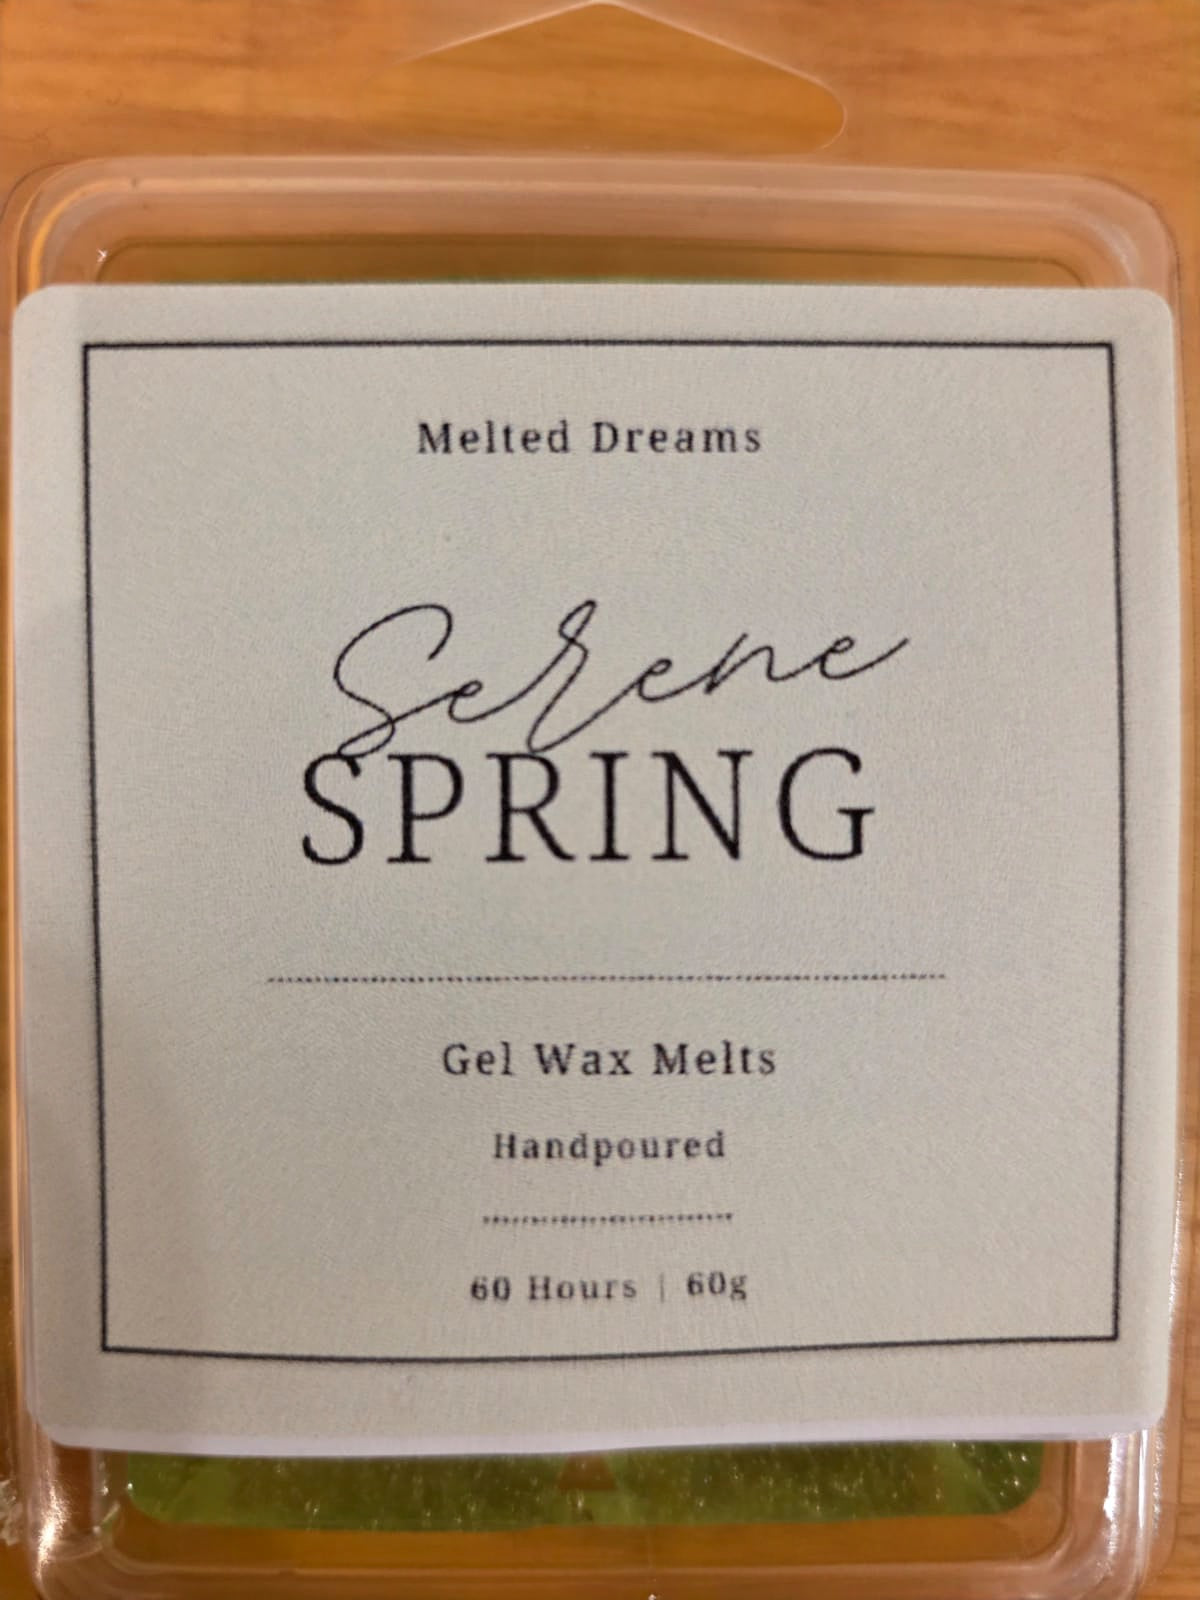 Melted Dreams
Serene
SPRING
Gel Wax Melts
Handpoured
60 Hours | 60g